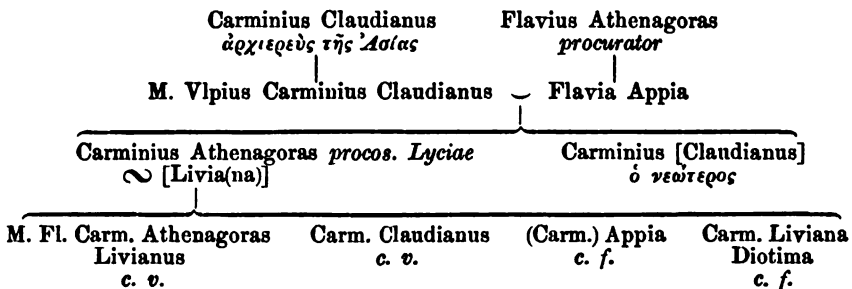 Carminius Claudianus Flavius Athenagoras
ἀρχιερεὺς τῆς Ἀσίας procurator
M. Vlpius Carminius Claudianus ⏑ Flavia Appia
Carminius Athenagoras procos. Lyciae Carminius [Claudianus]
∾ [Livia(na)] ὁ νεώτερος
M. Fl. Carm. Athenagoras Carm. Claudianus (Carm.) Appia Carm. Liviana
Livianus c. v. c. f. Diotima
c. v. c. f.